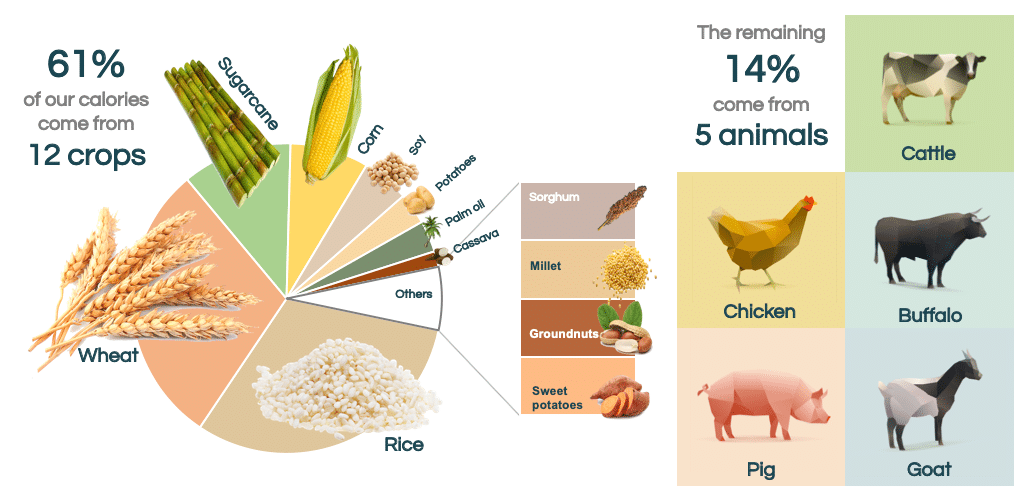 61%
of our calories
come from
12 crops
Sugarcane
Corn
Soy
Potatoes
Palm oil
Cassava
Others
Wheat
Rice
Sorghum
Millet
Groundnuts
Sweet
potatoes
The remaining
14%
come from
5 animals
Cattle
Chicken
Buffalo
Pig
Goat